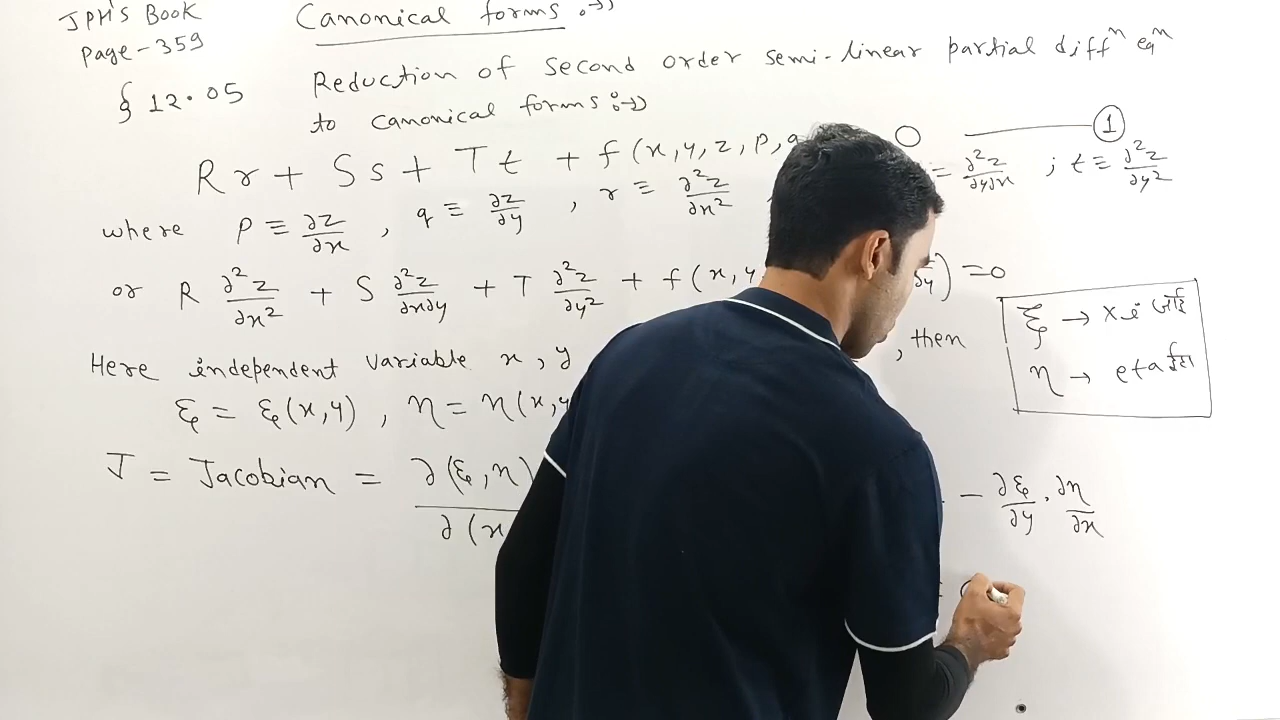 JPH'S BOOK
Page-359
§ 12.05
Canonical forms :→
Reduction of second order semi-linear partial diffⁿ eqⁿ
to canonical forms :→
Rr + Ss + Tt + f(x, y, z, p, q 0 ——— ①
where p ≡ ∂z/∂x , q ≡ ∂z/∂y , r ≡ ∂²z/∂x² = ∂²z/∂y∂x ; t ≡ ∂²z/∂y²
or R ∂²z/∂x² + S ∂²z/∂x∂y + T ∂²z/∂y² + f(x, y, ∂y) = 0
Here independent variable x, y , then
ξ = ξ(x, y) , η = η(x, y
ξ → xi जाई
η → eta ईटा
J = Jacobian = ∂(ξ, η) / ∂(x − ∂ξ/∂y . ∂η/∂x